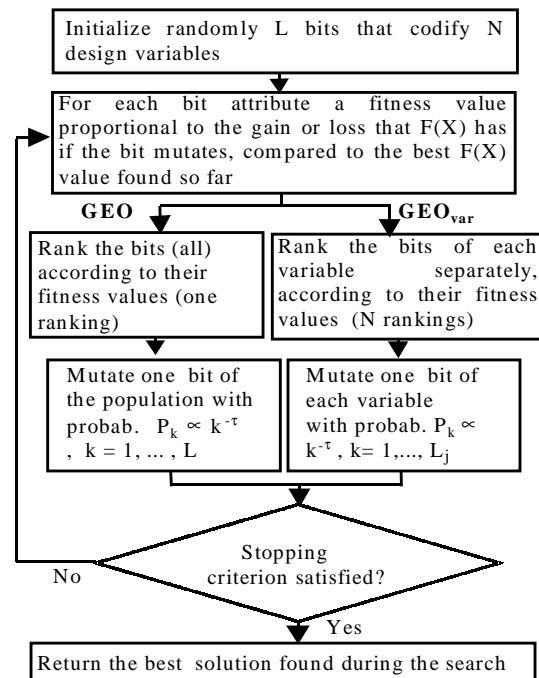 Initialize randomly L bits that codify N
design variables
For each bit attribute a fitness value
proportional to the gain or loss that F(X) has
if the bit mutates, compared to the best F(X)
value found so far
GEO
GEOvar
Rank the bits (all)
according to their
fitness values (one
ranking)
Rank the bits of each
variable separately,
according to their fitness
values (N rankings)
Mutate one bit of
the population with
probab. Pk ∝ k-τ
, k = 1, ... , L
Mutate one bit of
each variable
with probab. Pk ∝
k-τ , k= 1,..., Lj
Stopping
criterion satisfied?
No
Yes
Return the best solution found during the search